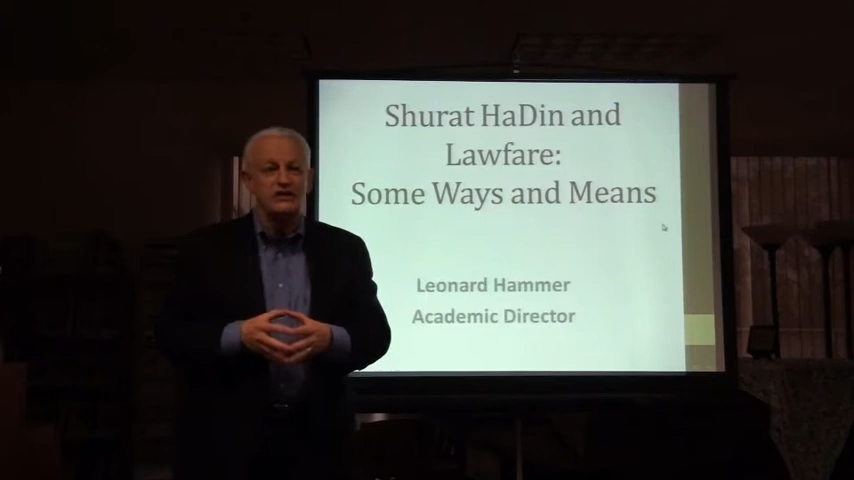 Shurat HaDin and
Lawfare:
Some Ways and Means
Leonard Hammer
Academic Director